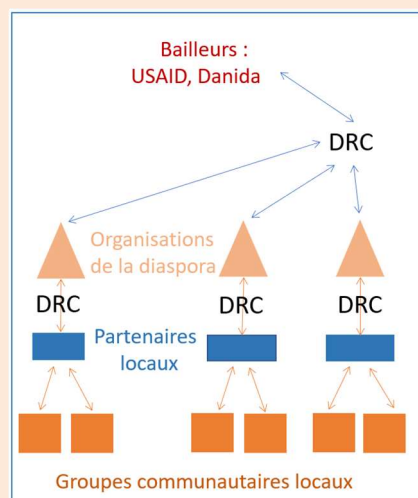 Bailleurs :
USAID, Danida
DRC
Organisations
de la diaspora
DRC DRC DRC
Partenaires
locaux
Groupes communautaires locaux